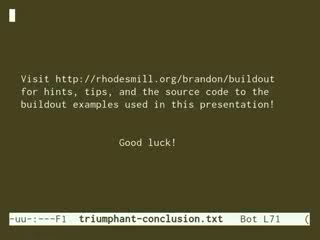 Visit http://rhodesmill.org/brandon/buildout
for hints, tips, and the source code to the
buildout examples used in this presentation!
Good luck!
-uu-:---F1  triumphant-conclusion.txt   Bot L71    (